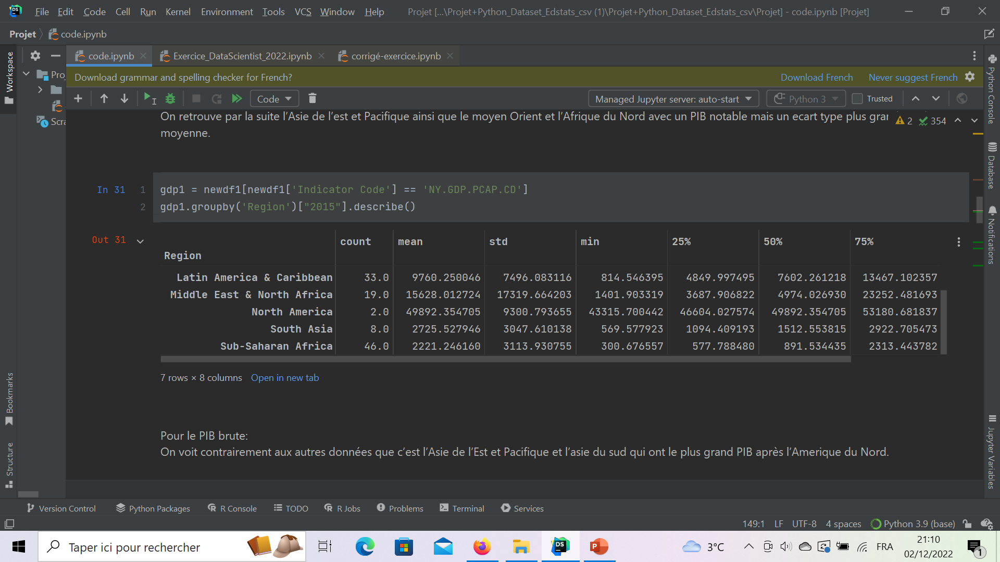 File Edit Code Cell Run Kernel Environment Tools VCS Window Help Projet [...\Projet+Python_Dataset_Edstats_csv (1)\Projet+Python_Dataset_Edstats_csv\Projet] - code.ipynb [Projet]
Projet code.ipynb
code.ipynb Exercice_DataScientist_2022.ipynb corrigé-exercice.ipynb
Workspace
Proj
Scra
Download grammar and spelling checker for French? Download French Never suggest French
Code Managed Jupyter server: auto-start Python 3 Trusted
On retrouve par la suite l'Asie de l'est et Pacifique ainsi que le moyen Orient et l'Afrique du Nord avec un PIB notable mais un ecart type plus grar 2 354
moyenne.
In 31 1 gdp1 = newdf1[newdf1['Indicator Code'] == 'NY.GDP.PCAP.CD']
2 gdp1.groupby('Region')["2015"].describe()
Out 31
count mean std min 25% 50% 75%
Region
Latin America & Caribbean 33.0 9760.250046 7496.083116 814.546395 4849.997495 7602.261218 13467.102357
Middle East & North Africa 19.0 15628.012724 17319.664203 1401.903319 3687.906822 4974.026930 23252.481693
North America 2.0 49892.354705 9300.793655 43315.700442 46604.027574 49892.354705 53180.681837
South Asia 8.0 2725.527946 3047.610138 569.577923 1094.409193 1512.553815 2922.705473
Sub-Saharan Africa 46.0 2221.246160 3113.930755 300.676557 577.788480 891.534435 2313.443782
7 rows × 8 columns Open in new tab
Pour le PIB brute:
On voit contrairement aux autres données que c'est l'Asie de l'Est et Pacifique et l'asie du sud qui ont le plus grand PIB après l'Amerique du Nord.
Bookmarks
Structure
Python Console
Database
Notifications
Jupyter Variables
Version Control Python Packages R Console TODO R Jobs Problems Terminal Services
149:1 LF UTF-8 4 spaces Python 3.9 (base)
Taper ici pour rechercher 3°C FRA 21:10
02/12/2022 1